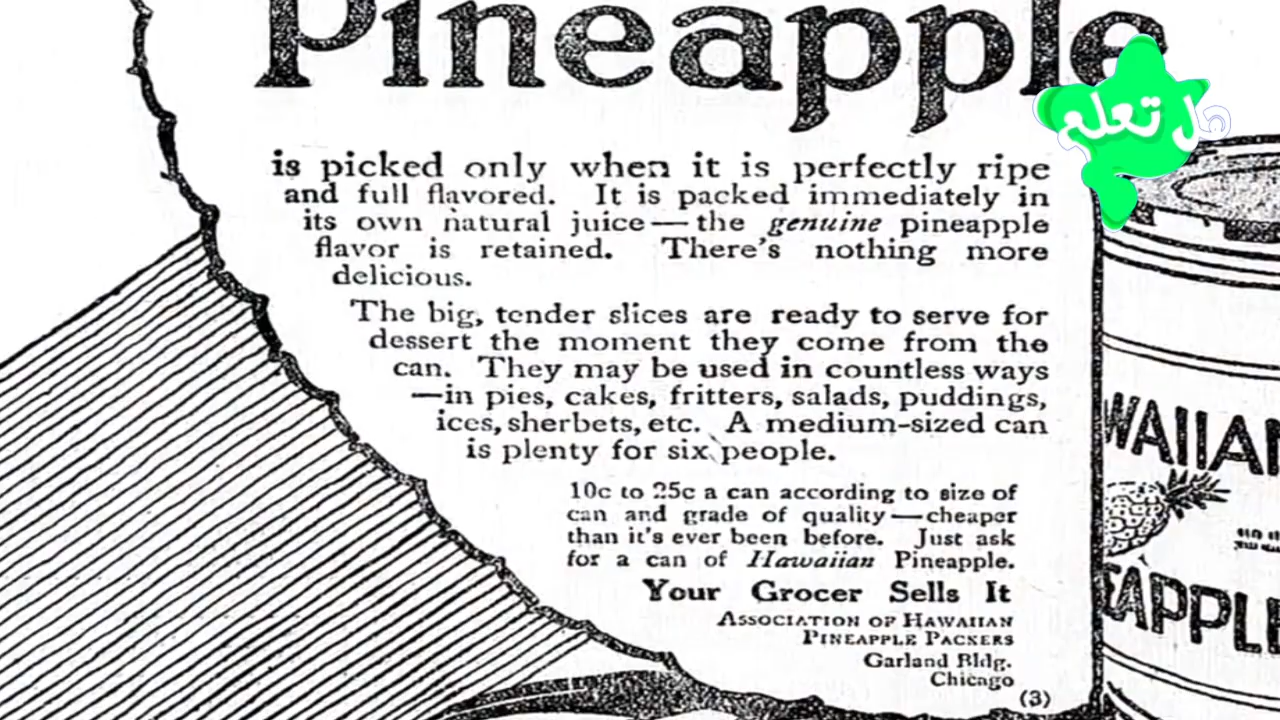 Pineapple
is picked only when it is perfectly ripe
and full flavored. It is packed immediately in
its own natural juice—the genuine pineapple
flavor is retained. There's nothing more
delicious.
The big, tender slices are ready to serve for
dessert the moment they come from the
can. They may be used in countless ways
—in pies, cakes, fritters, salads, puddings,
ices, sherbets, etc. A medium-sized can
is plenty for six people.
10c to 25c a can according to size of
can and grade of quality—cheaper
than it's ever been before. Just ask
for a can of Hawaiian Pineapple.
Your Grocer Sells It
ASSOCIATION OF HAWAIIAN
PINEAPPLE PACKERS
Garland Bldg.
Chicago
(3)
ل تعلم
WAIIAN
EAPPLE